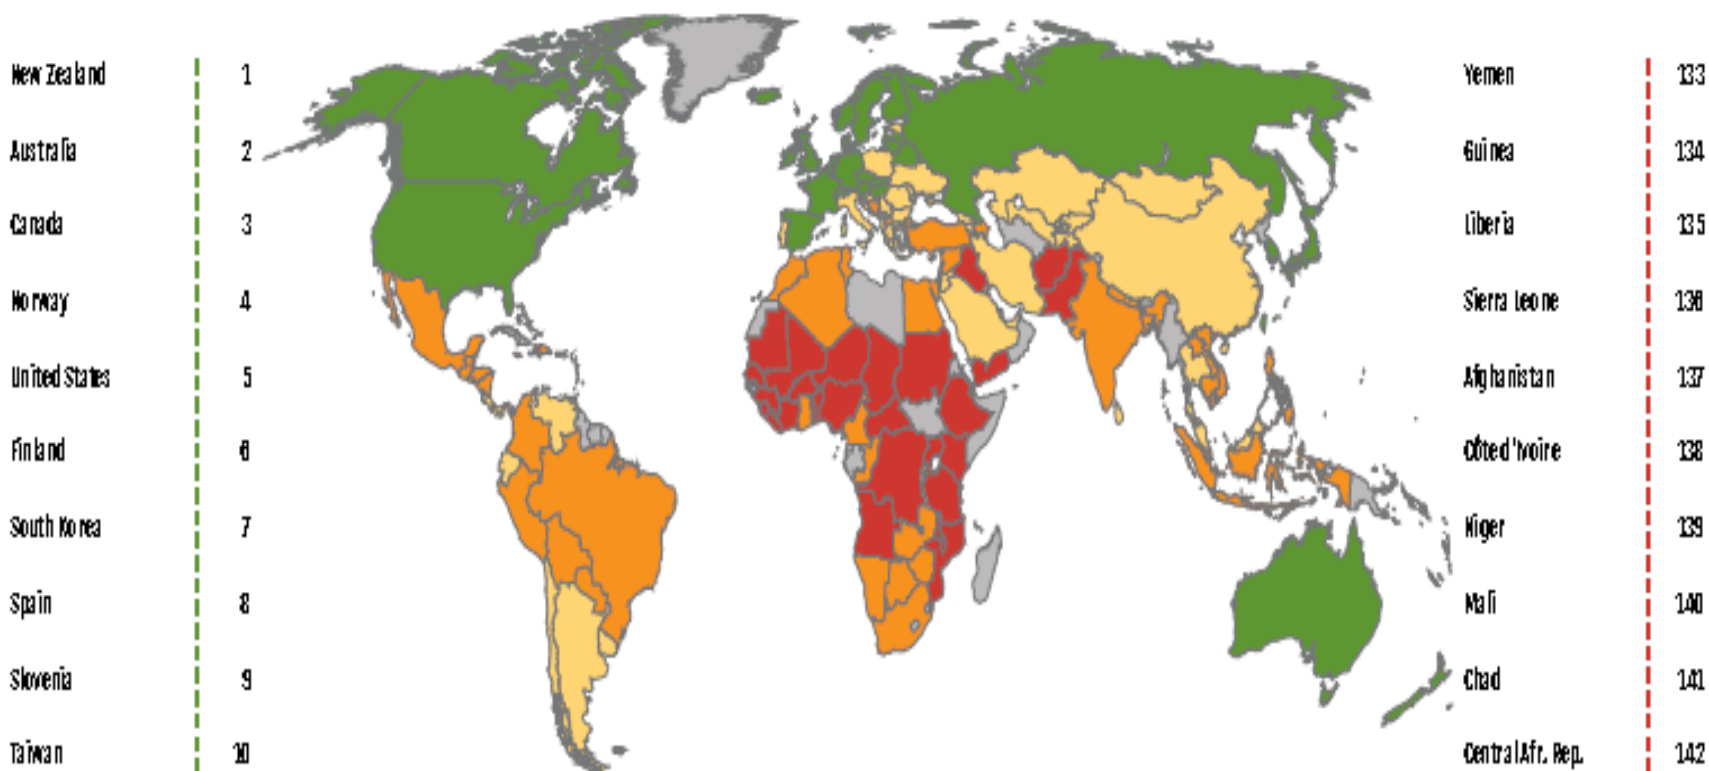 New Zealand 1
Australia 2
Canada 3
Norway 4
United States 5
Finland 6
South Korea 7
Spain 8
Slovenia 9
Taiwan 10
Yemen 133
Guinea 134
Liberia 135
Sierra Leone 136
Afghanistan 137
Côte d'Ivoire 138
Niger 139
Mali 140
Chad 141
Central Afr. Rep. 142